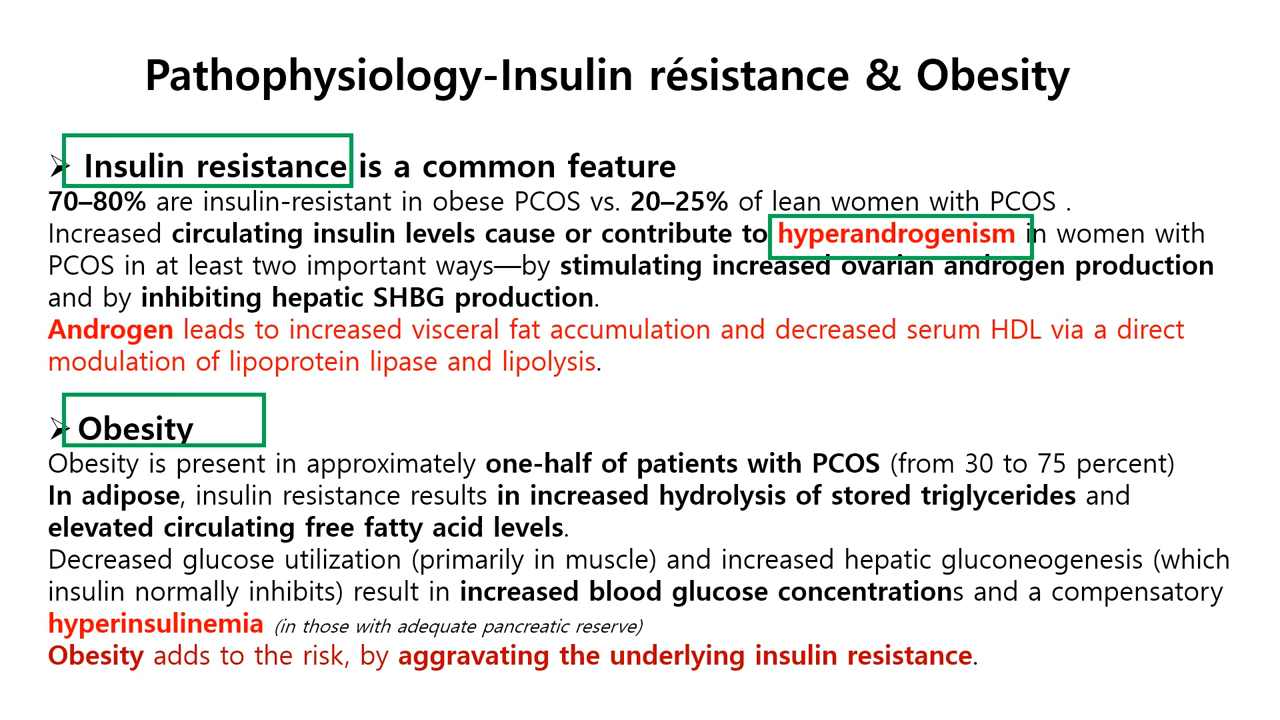 Pathophysiology-Insulin résistance & Obesity
➢ Insulin resistance is a common feature
70–80% are insulin-resistant in obese PCOS vs. 20–25% of lean women with PCOS .
Increased circulating insulin levels cause or contribute to hyperandrogenism in women with
PCOS in at least two important ways—by stimulating increased ovarian androgen production
and by inhibiting hepatic SHBG production.
Androgen leads to increased visceral fat accumulation and decreased serum HDL via a direct
modulation of lipoprotein lipase and lipolysis.
➢ Obesity
Obesity is present in approximately one-half of patients with PCOS (from 30 to 75 percent)
In adipose, insulin resistance results in increased hydrolysis of stored triglycerides and
elevated circulating free fatty acid levels.
Decreased glucose utilization (primarily in muscle) and increased hepatic gluconeogenesis (which
insulin normally inhibits) result in increased blood glucose concentrations and a compensatory
hyperinsulinemia (in those with adequate pancreatic reserve)
Obesity adds to the risk, by aggravating the underlying insulin resistance.